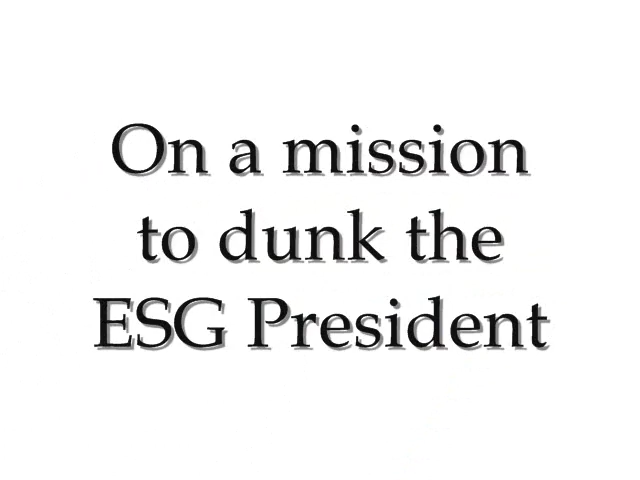 On a mission
to dunk the
ESG President